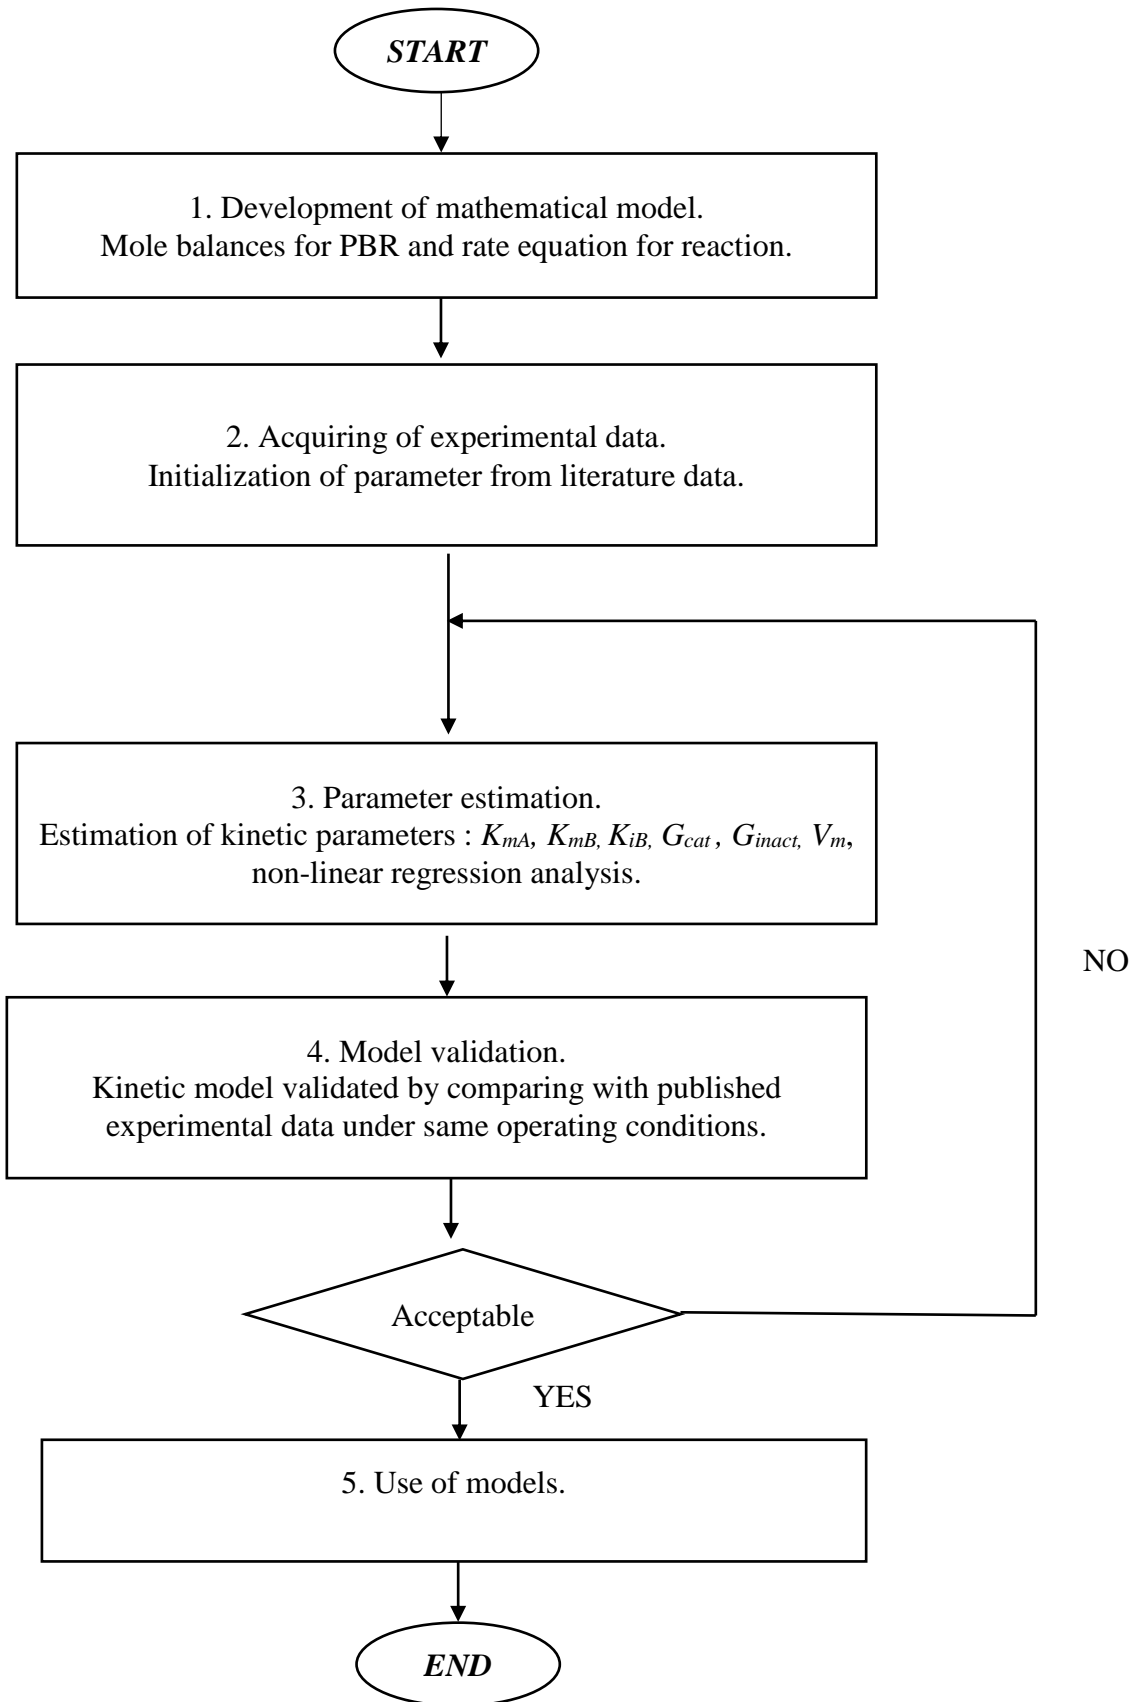 START
1. Development of mathematical model.
Mole balances for PBR and rate equation for reaction.
2. Acquiring of experimental data.
Initialization of parameter from literature data.
3. Parameter estimation.
Estimation of kinetic parameters : KmA, KmB, KiB, Gcat , Ginact, Vm,
non-linear regression analysis.
NO
4. Model validation.
Kinetic model validated by comparing with published
experimental data under same operating conditions.
Acceptable
YES
5. Use of models.
END